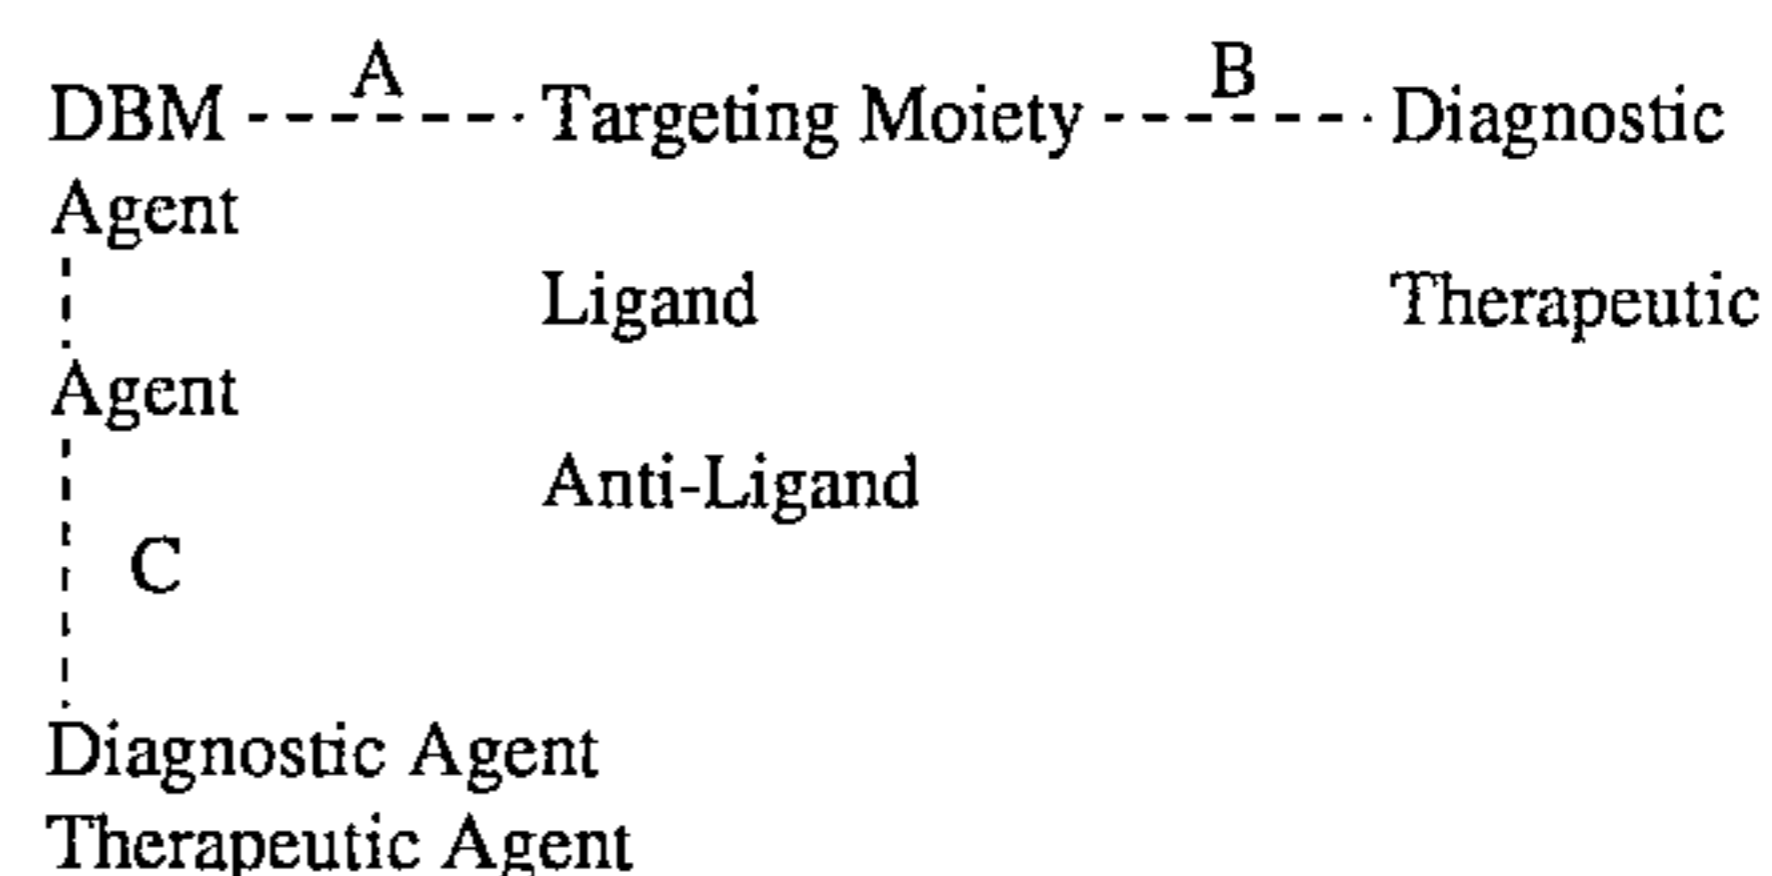 A B
DBM Targeting Moiety Diagnostic
Agent
Ligand Therapeutic
Agent
Anti-Ligand
C
Diagnostic Agent
Therapeutic Agent